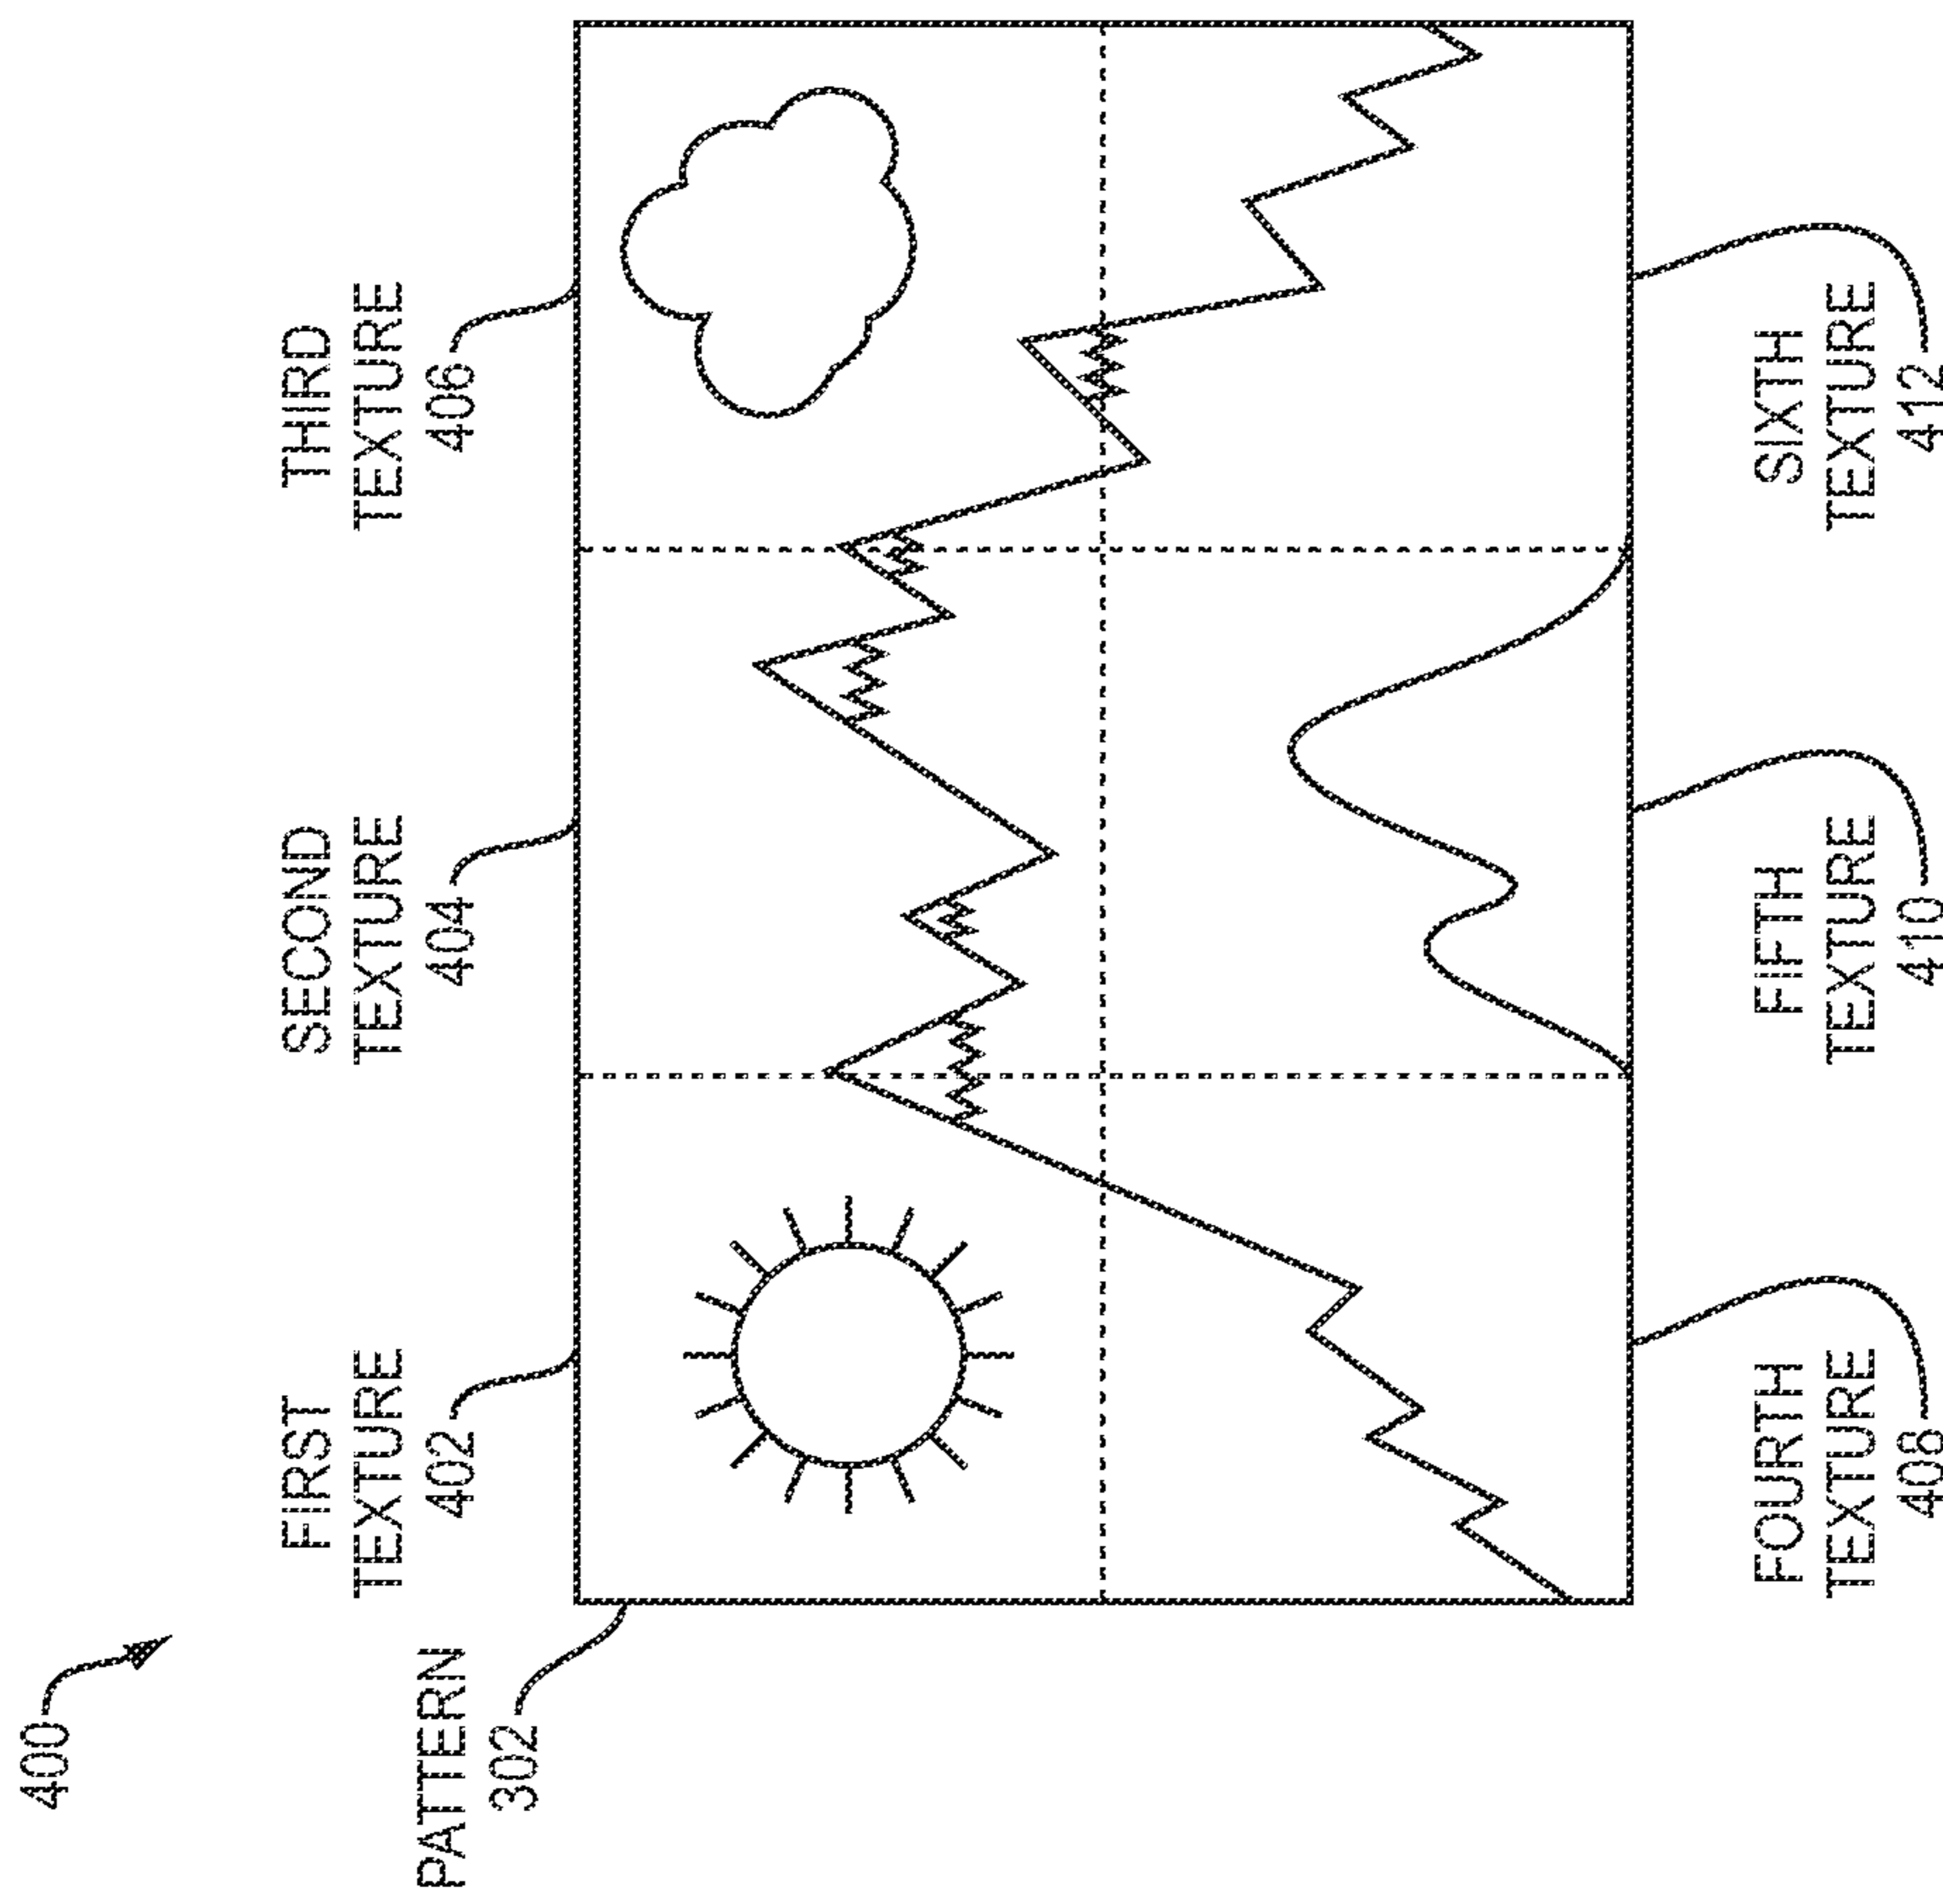 400
PATTERN
302
FIRST
TEXTURE
402
SECOND
TEXTURE
404
THIRD
TEXTURE
406
FOURTH
TEXTURE
408
FIFTH
TEXTURE
410
SIXTH
TEXTURE
412